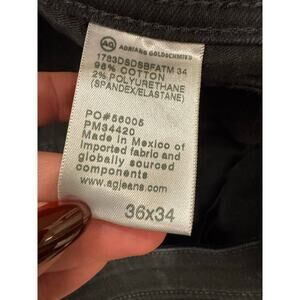 AG
ADRIANO GOLDSCHMIED
1783DSDSBFATM 34
98% COTTON
2% POLYURETHANE
(SPANDEX/ELASTANE)
PO#56005
PM34420
Made in Mexico of
Imported fabric and
globally sourced
components
www.agjeans.com
36x34